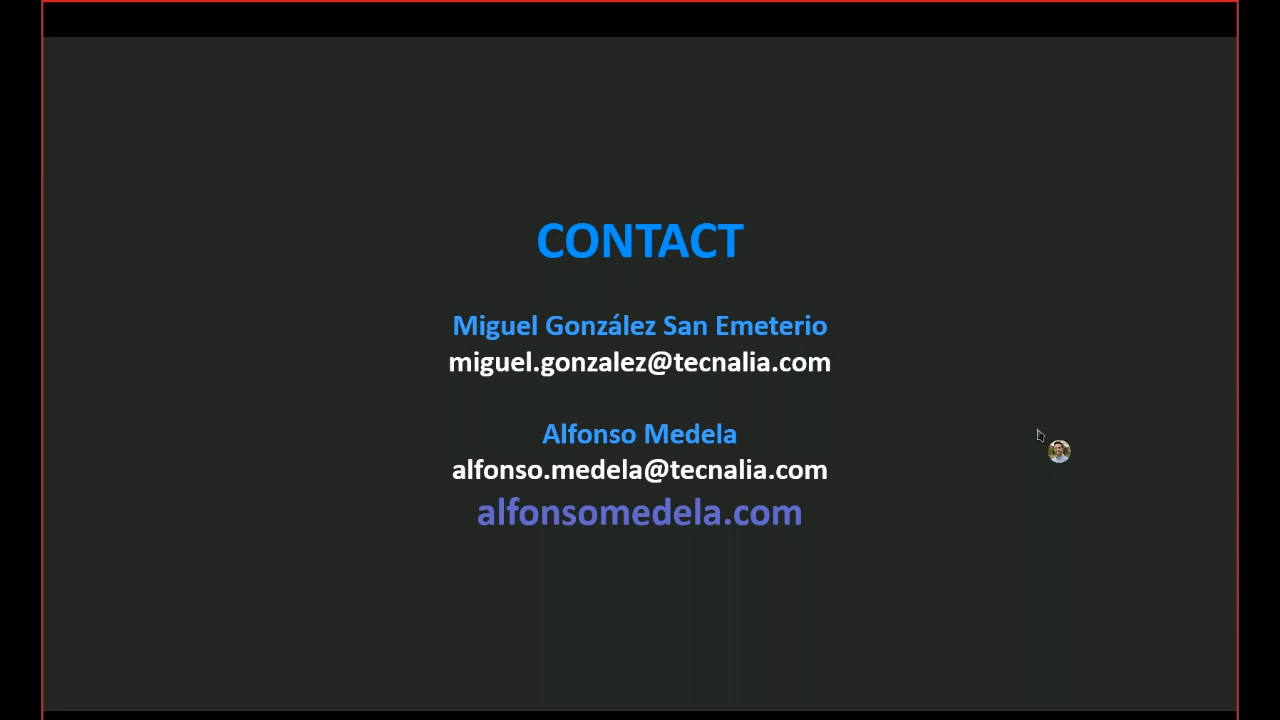 CONTACT
Miguel González San Emeterio
miguel.gonzalez@tecnalia.com
Alfonso Medela
alfonso.medela@tecnalia.com
alfonsomedela.com